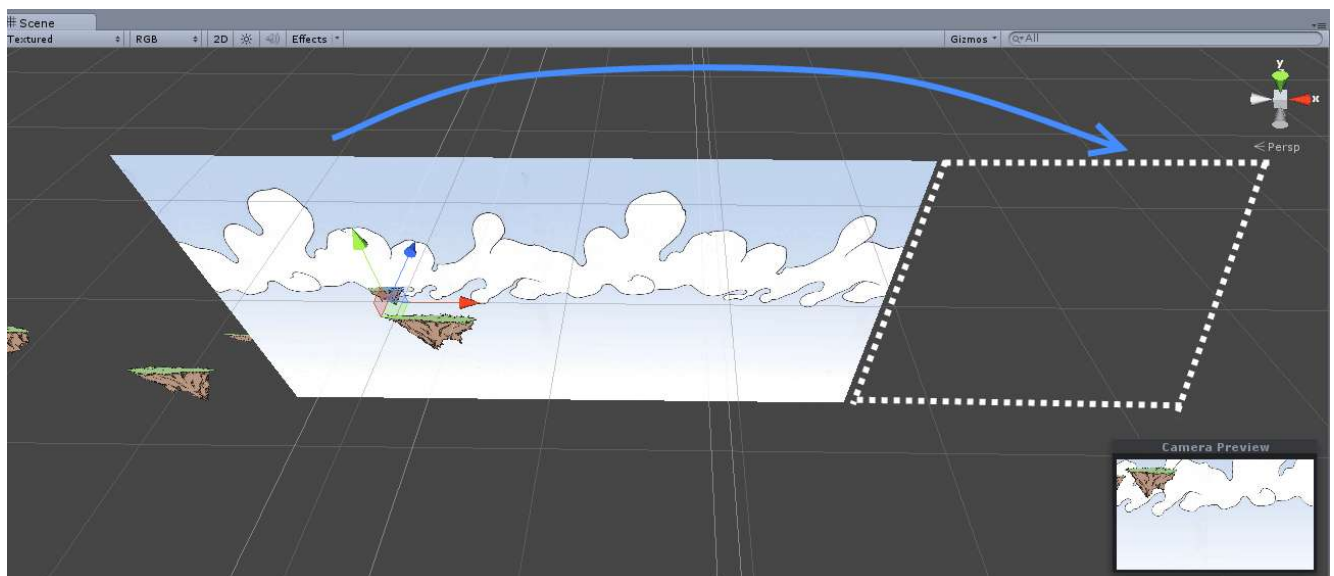 Scene
Textured RGB 2D Effects Gizmos All
y
x
Persp
Camera Preview